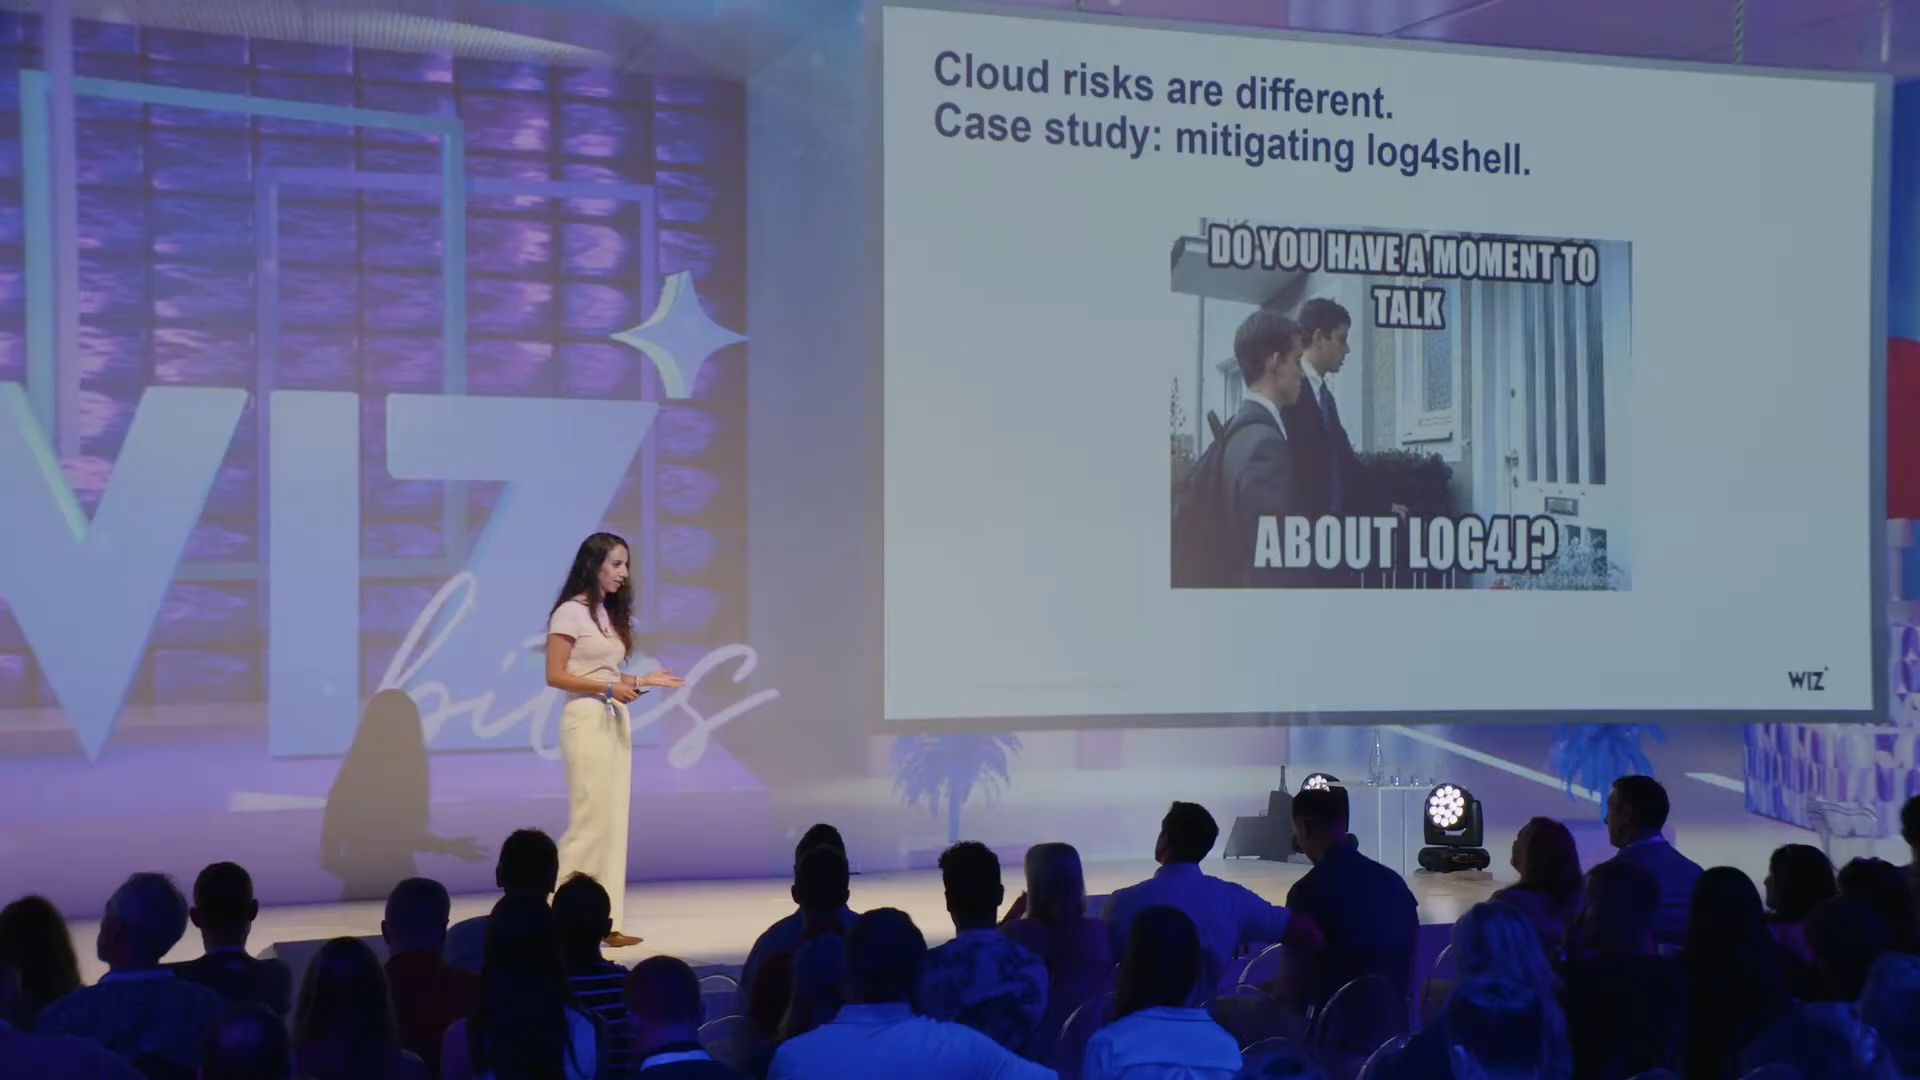 Cloud risks are different.
Case study: mitigating log4shell.
DO YOU HAVE A MOMENT TO
TALK
ABOUT LOG4J?
WIZ
WIZ
bites